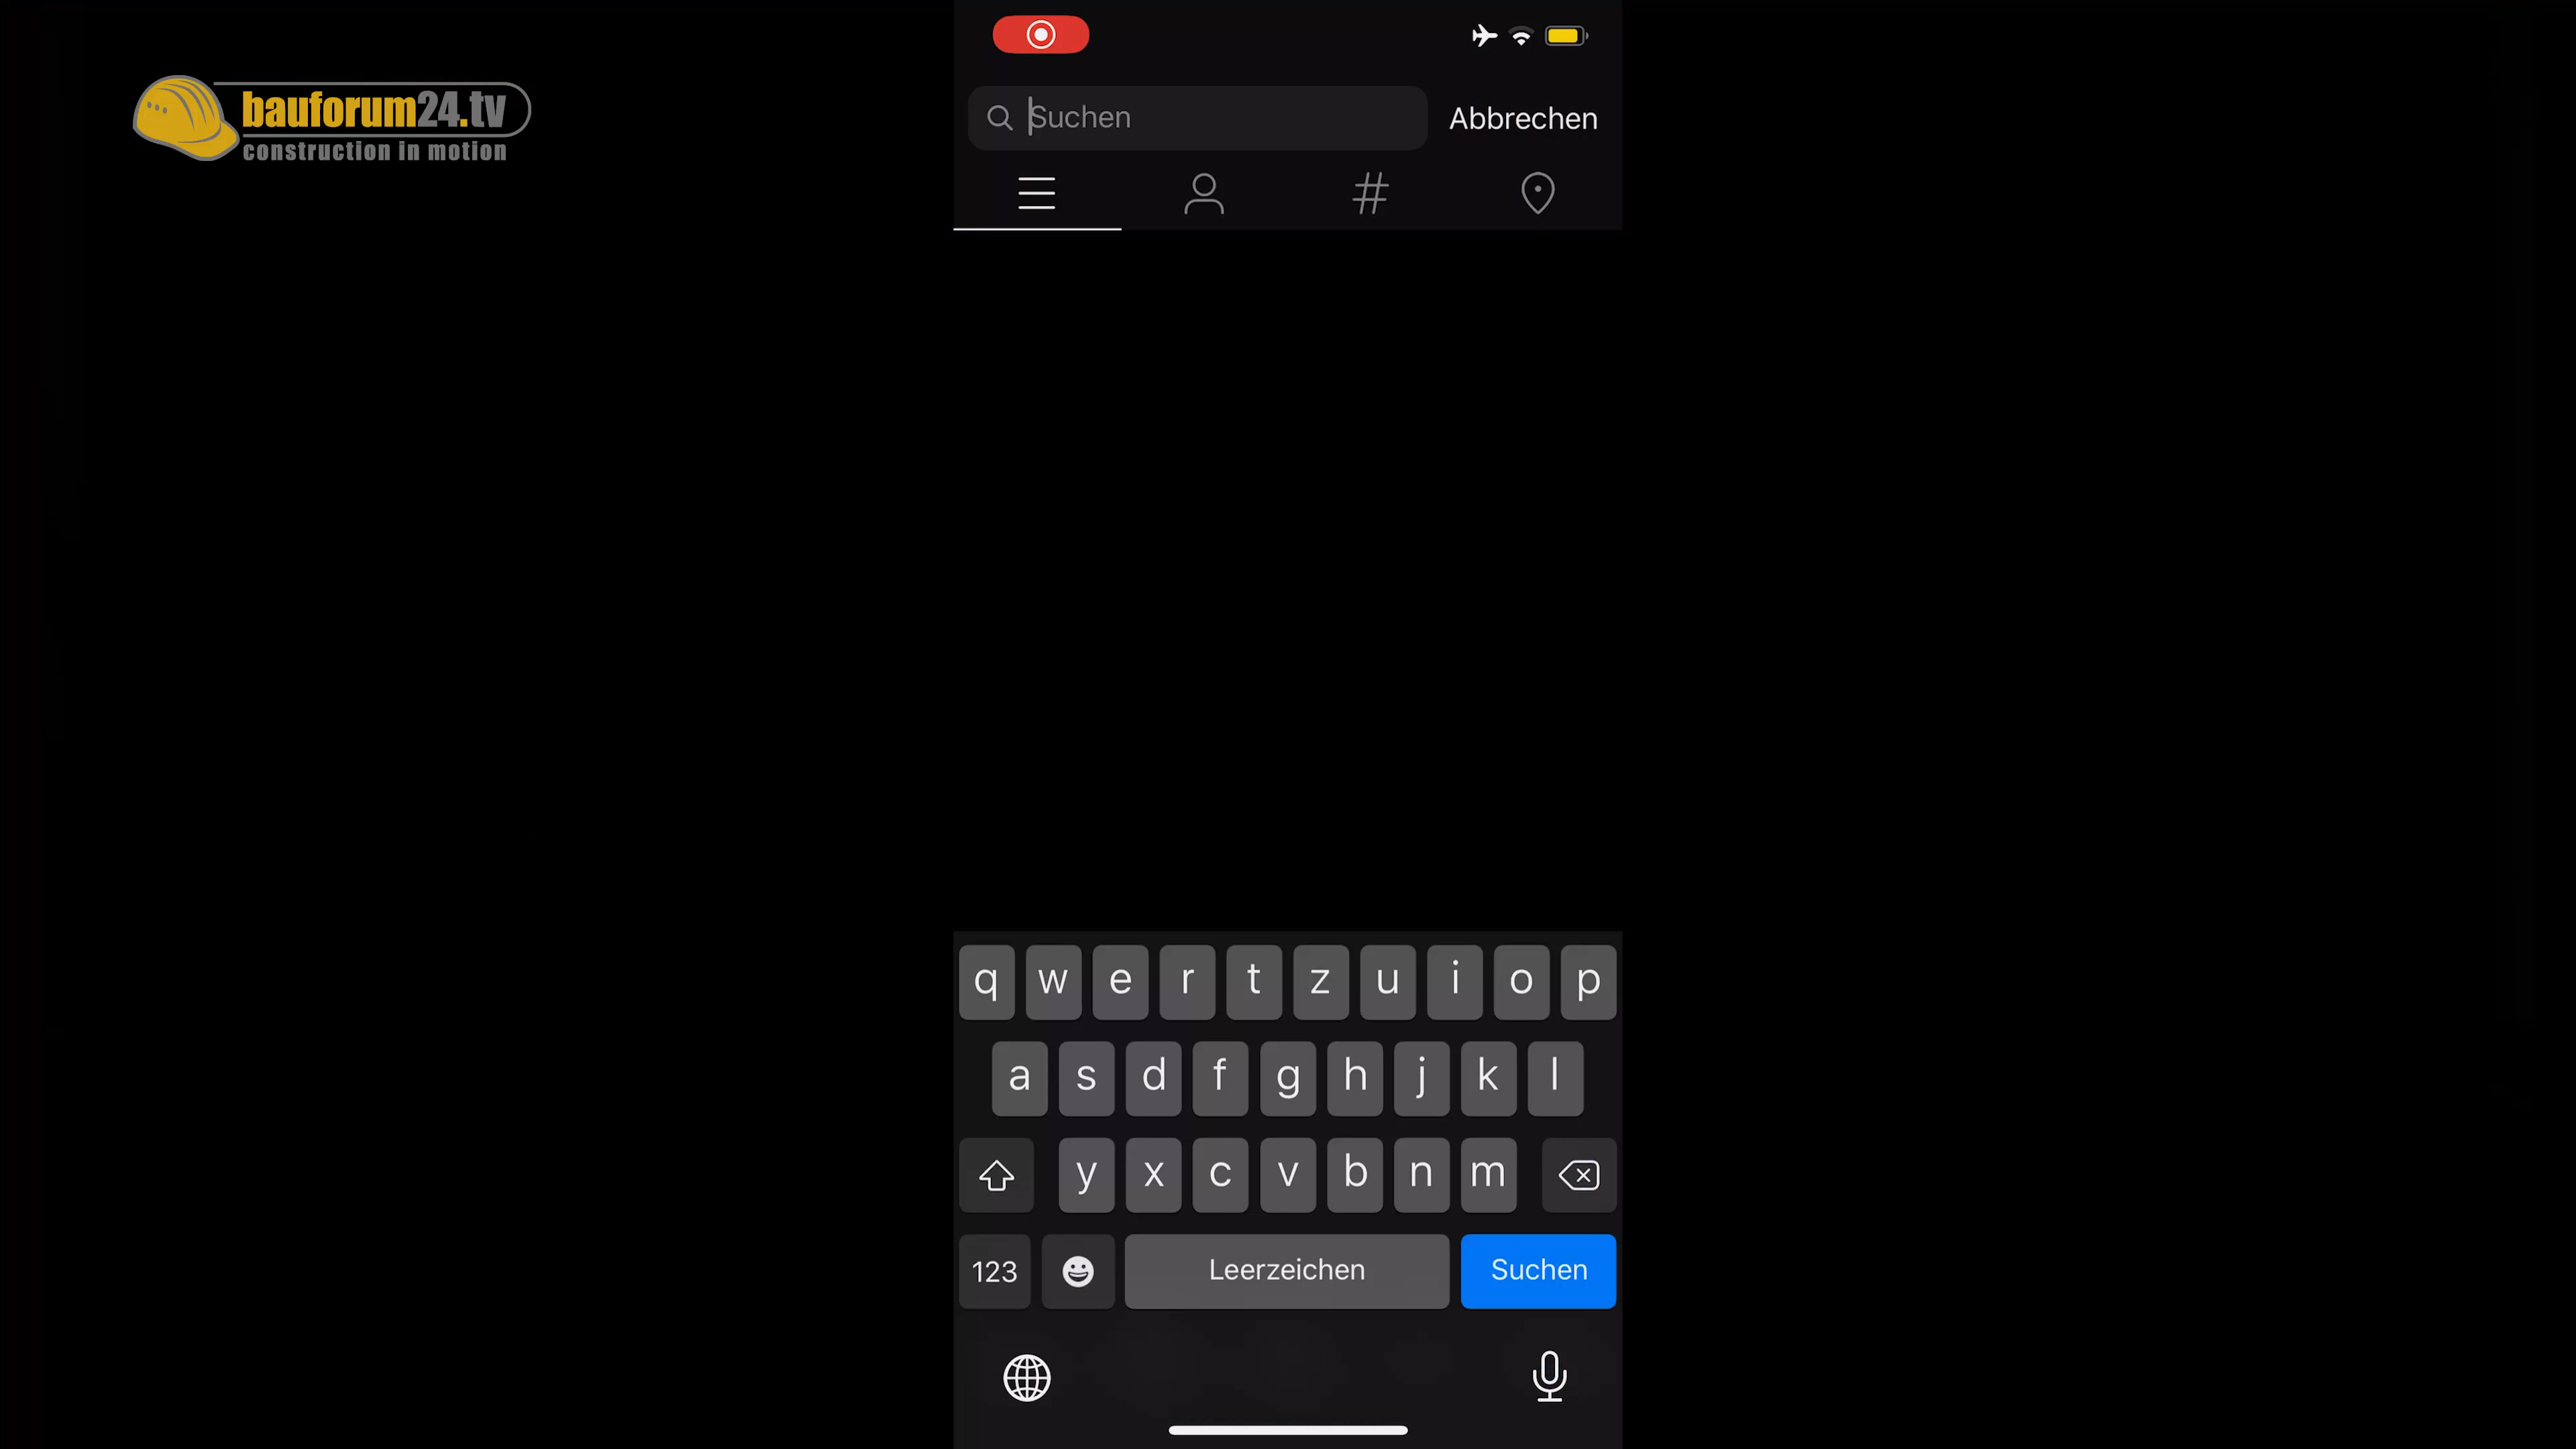 bauforum24.tv
construction in motion
Suchen
Abbrechen
#
q w e r t z u i o p
a s d f g h j k l
y x c v b n m
123 Leerzeichen Suchen